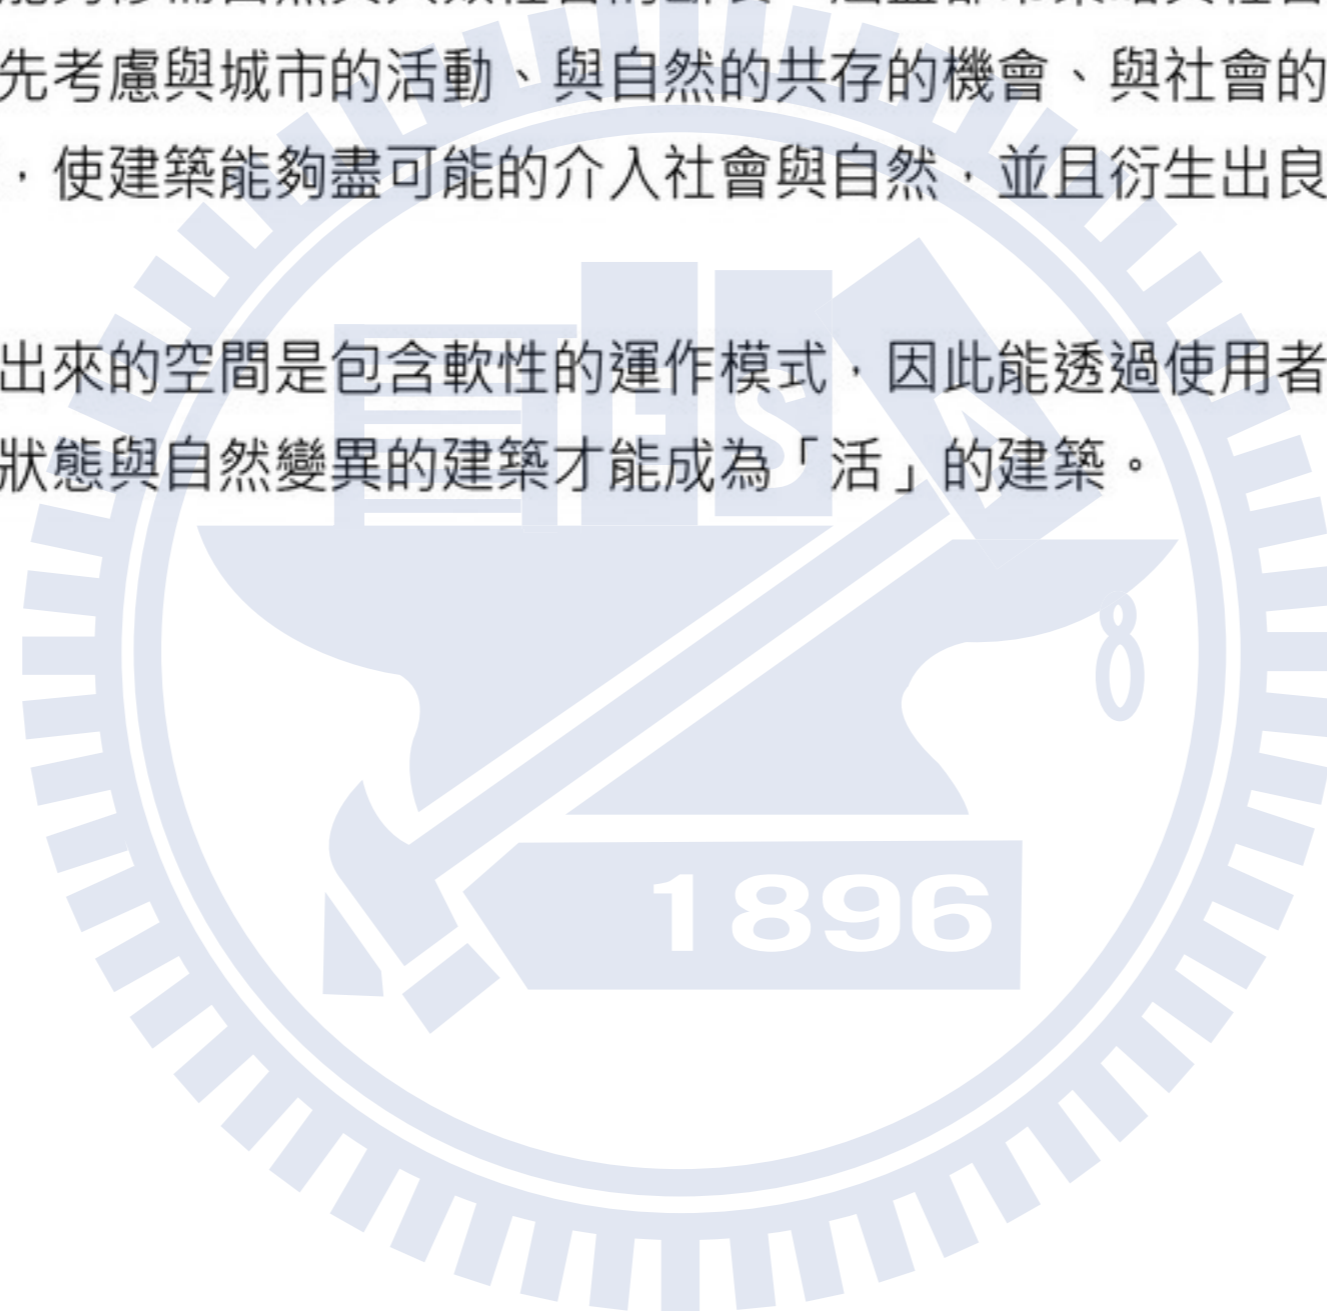 先考慮與城市的活動、與自然的共存的機會、與社會的
，使建築能夠盡可能的介入社會與自然，並且衍生出良
出來的空間是包含軟性的運作模式，因此能透過使用者
狀態與自然變異的建築才能成為「活」的建築。
ESA
1896